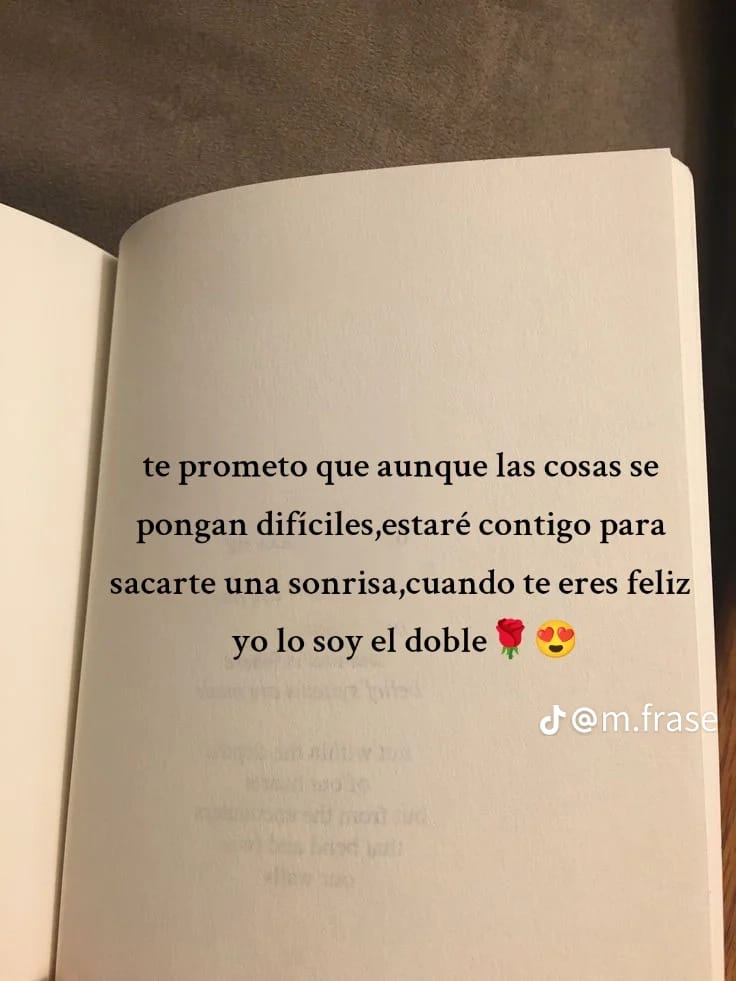 te prometo que aunque las cosas se
pongan difíciles,estaré contigo para
sacarte una sonrisa,cuando te eres feliz
yo lo soy el doble🌹😍
@m.frase